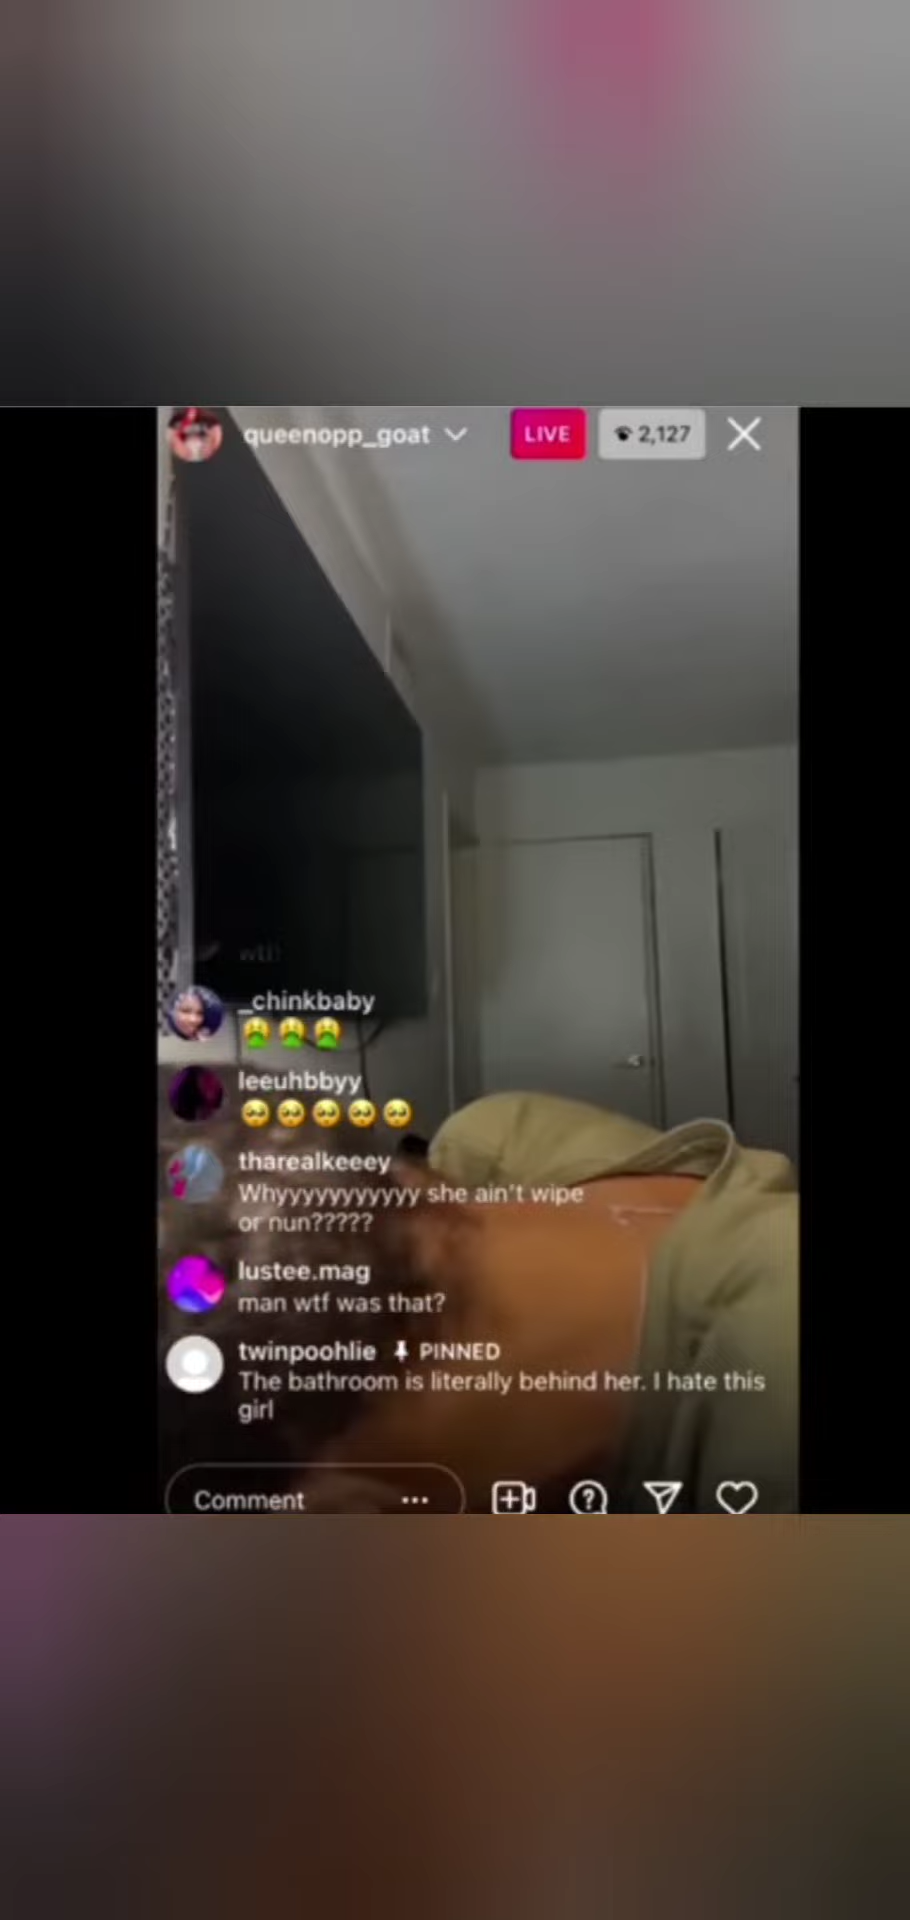 queenopp_goat
LIVE
2,127
wtf
_chinkbaby
🤮🤮🤮
leeuhbbyy
🥺🥺🥺🥺🥺
tharealkeeey
Whyyyyyyyyyyy she ain't wipe
or nun?????
lustee.mag
man wtf was that?
twinpoohlie PINNED
The bathroom is literally behind her. I hate this
girl
Comment